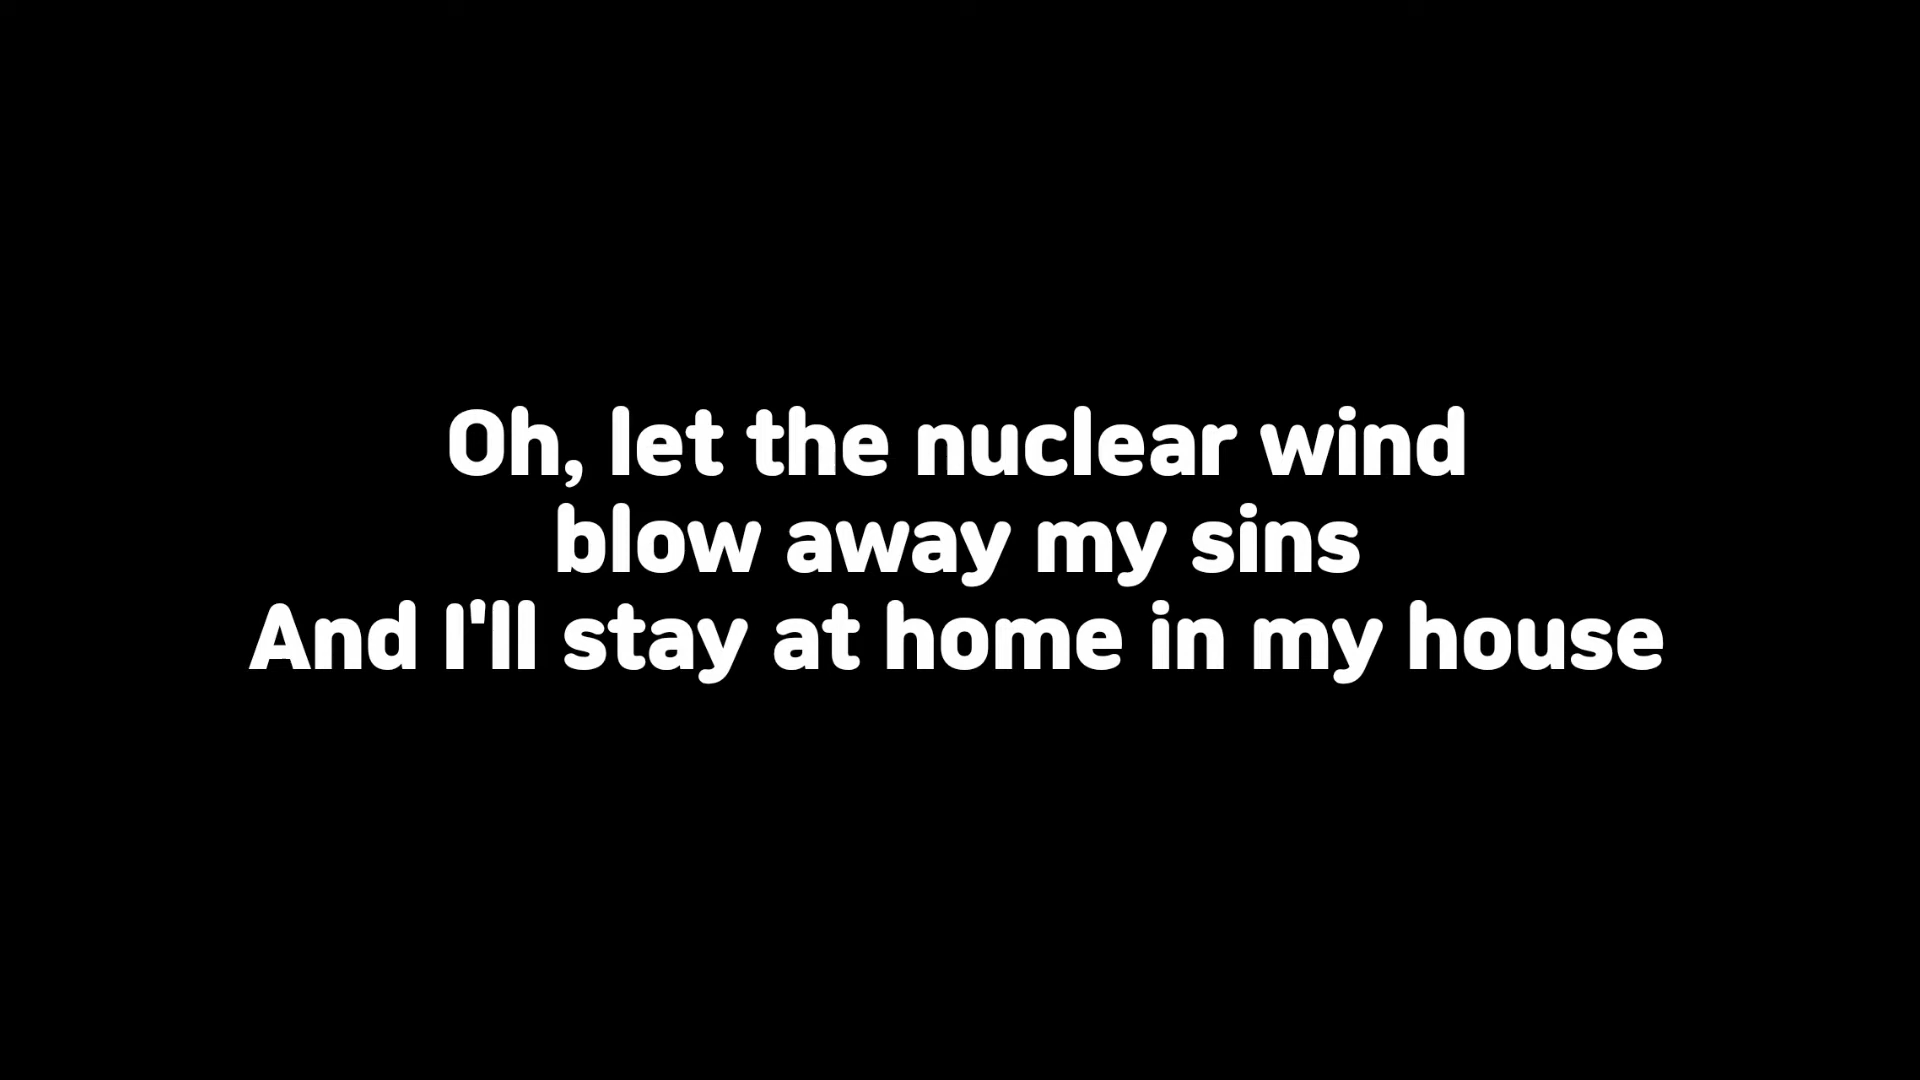 Oh, let the nuclear wind
blow away my sins
And I'll stay at home in my house